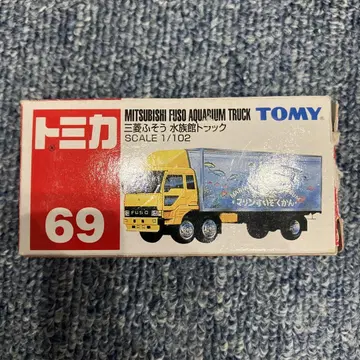 トミカ
69
MITSUBISHI FUSO AQUARIUM TRUCK
TOMY
三菱ふそう 水族館トラック
SCALE 1/102
FUSO
マリンすいぞくかん